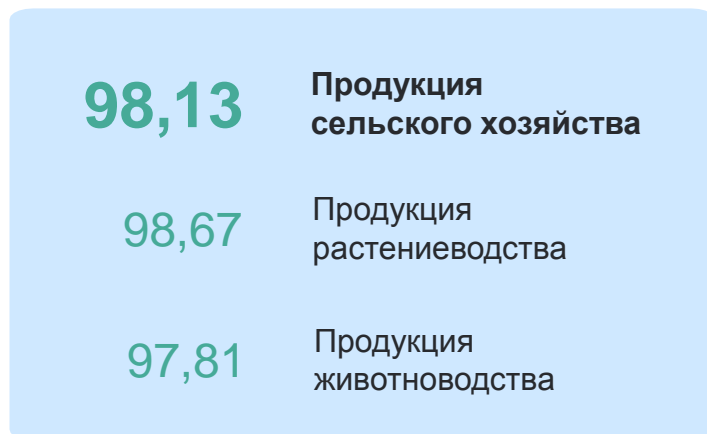 98,13
Продукция
сельского хозяйства
98,67
Продукция
растениеводства
97,81
Продукция
животноводства